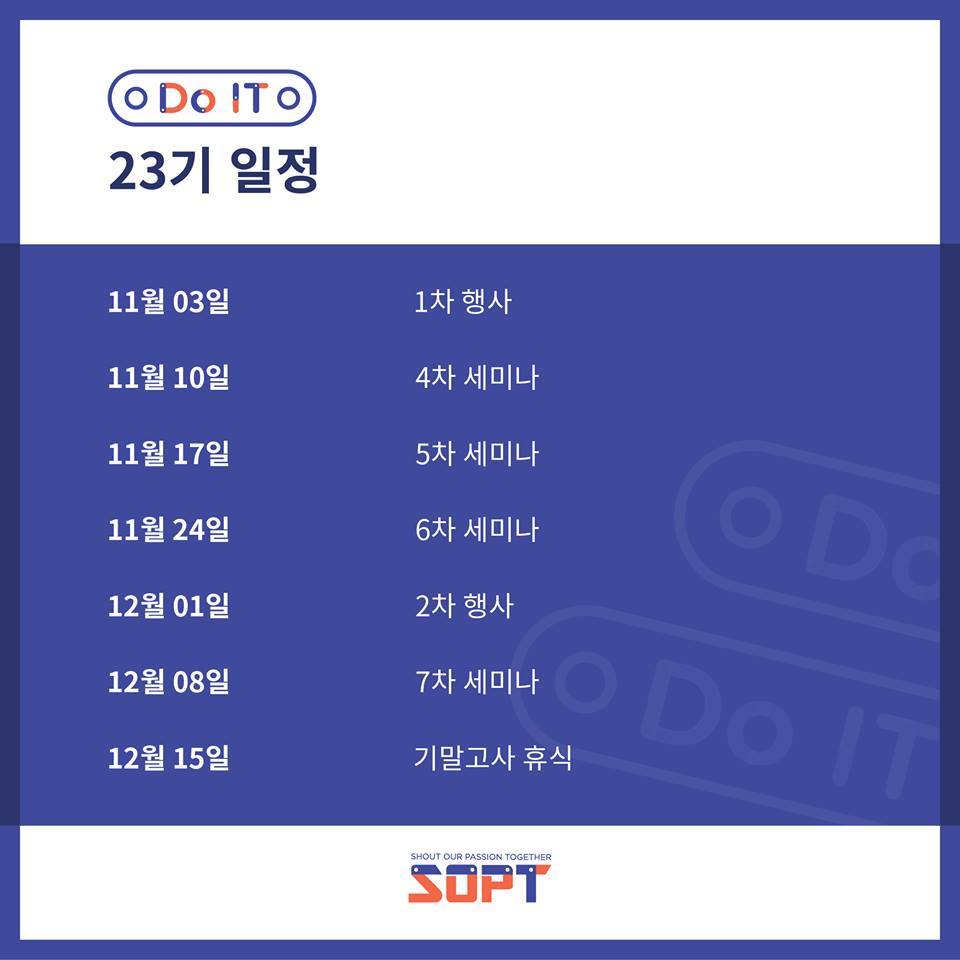 Do IT
23기 일정
11월 03일 1차 행사
11월 10일 4차 세미나
11월 17일 5차 세미나
11월 24일 6차 세미나
12월 01일 2차 행사
12월 08일 7차 세미나
12월 15일 기말고사 휴식
Do
Do IT
SHOUT OUR PASSION TOGETHER
SOPT